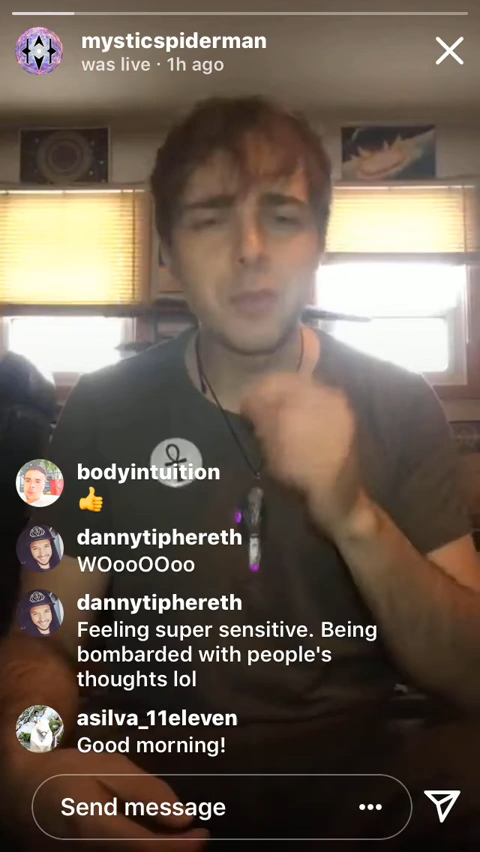 mysticspiderman
was live · 1h ago
bodyintuition
👍
dannytiphereth
WOooOOoo
dannytiphereth
Feeling super sensitive. Being
bombarded with people's
thoughts lol
asilva_11eleven
Good morning!
Send message